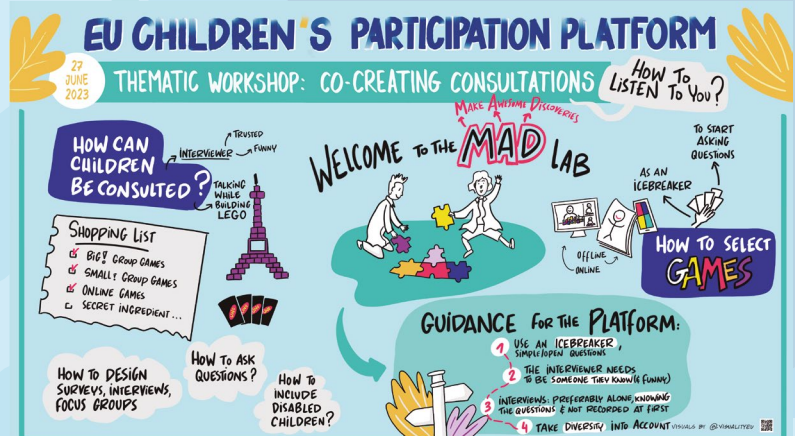 EU CHILDREN'S PARTICIPATION PLATFORM
27
JUNE
2023
THEMATIC WORKSHOP: CO-CREATING CONSULTATIONS
HOW TO
LISTEN TO YOU?
HOW CAN
CHILDREN
BE CONSULTED?
INTERVIEWER
TRUSTED
FUNNY
TALKING
WHILE
BUILDING
LEGO
SHOPPING LIST
BIG! GROUP GAMES
SMALL! GROUP GAMES
ONLINE GAMES
SECRET INGREDIENT...
HOW TO DESIGN
SURVEYS, INTERVIEWS,
FOCUS GROUPS
HOW TO ASK
QUESTIONS?
HOW TO
INCLUDE
DISABLED
CHILDREN?
MAKE AWESOME DISCOVERIES
WELCOME TO THE MAD LAB
TO START
ASKING
QUESTIONS
AS AN
ICEBREAKER
OFFLINE
ONLINE
HOW TO SELECT
GAMES
GUIDANCE FOR THE PLATFORM:
1 USE AN ICEBREAKER,
SIMPLE/OPEN QUESTIONS
2 THE INTERVIEWER NEEDS
TO BE SOMEONE THEY KNOW (& FUNNY)
3 INTERVIEWS: PREFERABLY ALONE, KNOWING
THE QUESTIONS & NOT RECORDED AT FIRST
4 TAKE DIVERSITY INTO ACCOUNT
VISUALS BY @VISUALITYEU